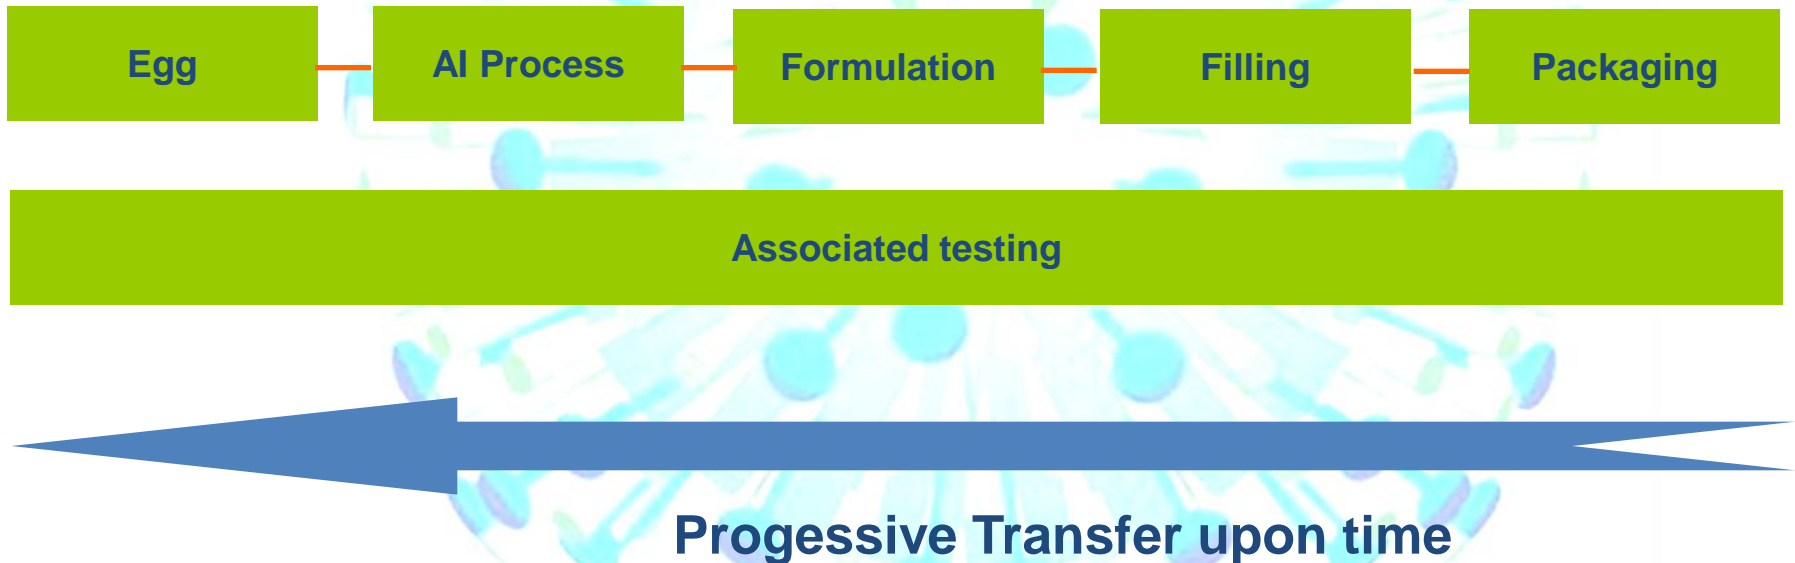 Egg
AI Process
Formulation
Filling
Packaging
Associated testing
Progessive Transfer upon time